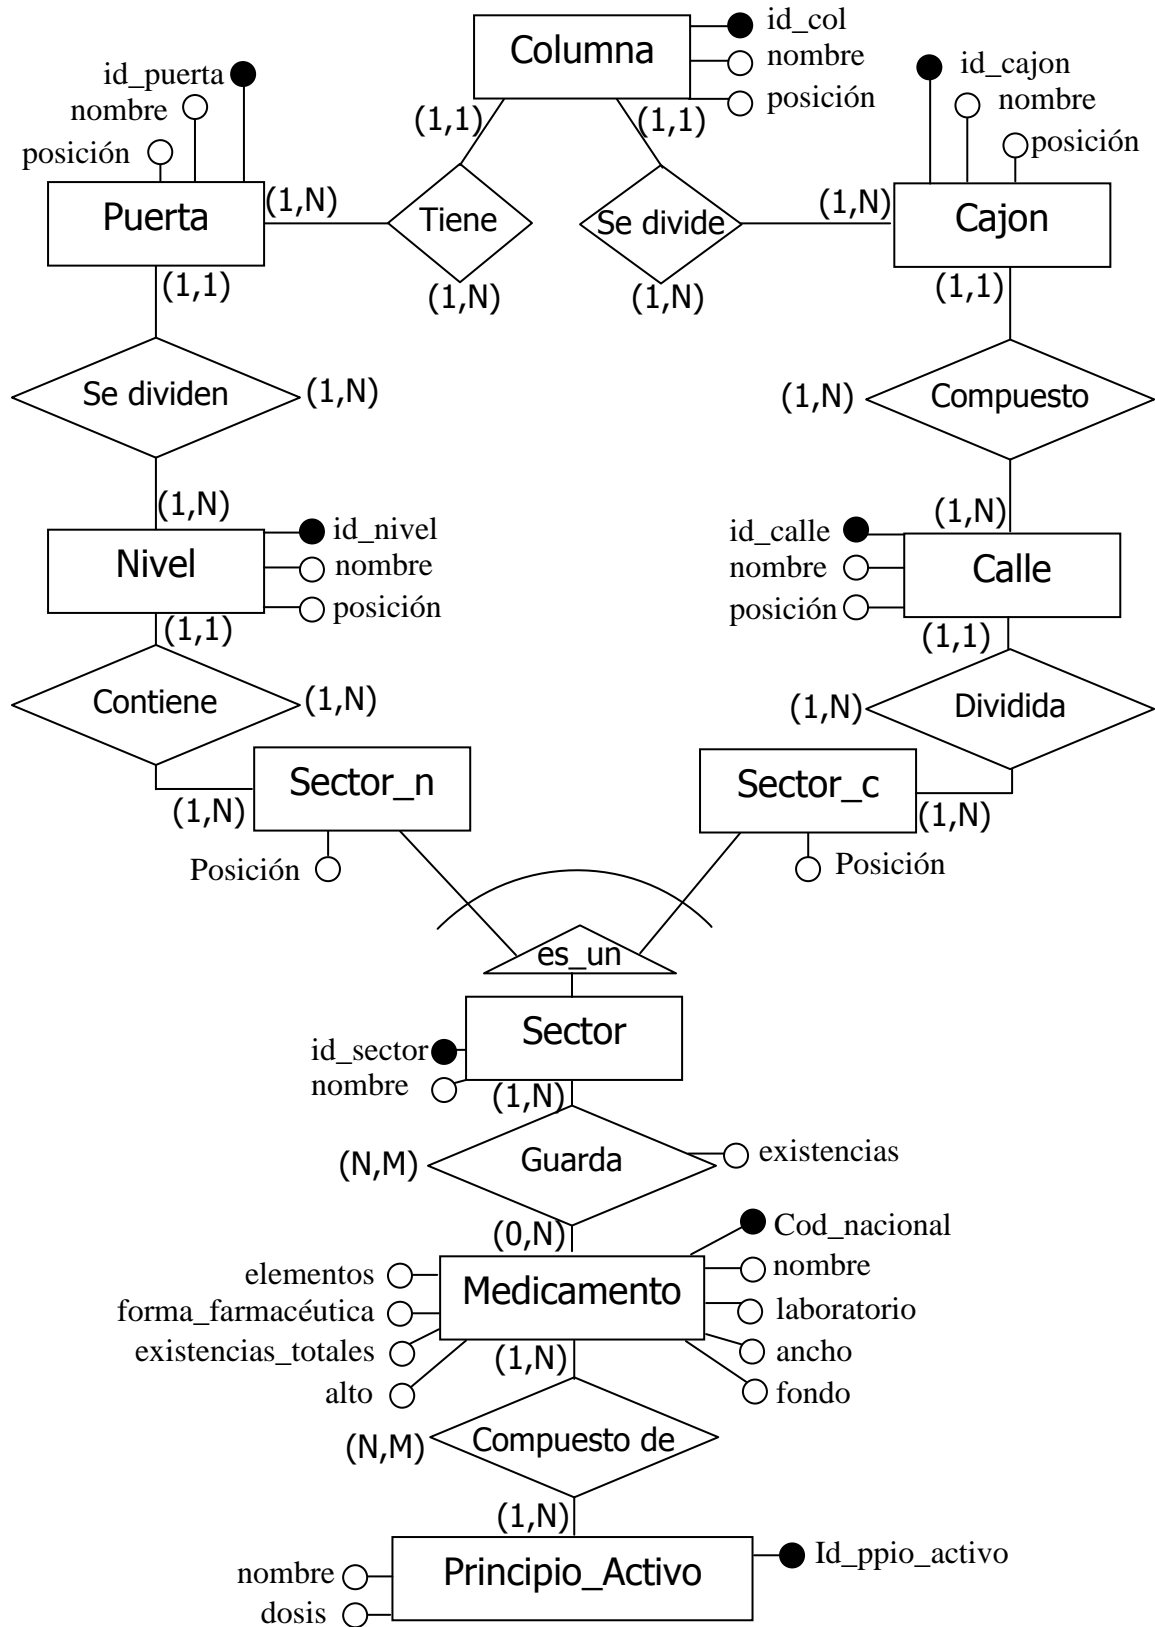 id_col
Columna
nombre
posición
id_puerta
nombre
posición
id_cajon
nombre
posición
(1,1)
(1,1)
Puerta
(1,N)
Tiene
Se divide
(1,N)
Cajon
(1,1)
(1,N)
(1,N)
(1,1)
Se dividen
(1,N)
(1,N)
Compuesto
(1,N)
(1,N)
Nivel
id_nivel
nombre
posición
id_calle
nombre
posición
Calle
(1,1)
(1,1)
Contiene
(1,N)
(1,N)
Dividida
Sector_n
Sector_c
(1,N)
(1,N)
Posición
Posición
es_un
Sector
id_sector
nombre
(1,N)
(N,M)
Guarda
existencias
(0,N)
Cod_nacional
elementos
Medicamento
nombre
forma_farmacéutica
laboratorio
existencias_totales
ancho
(1,N)
alto
fondo
(N,M)
Compuesto de
(1,N)
Principio_Activo
Id_ppio_activo
nombre
dosis